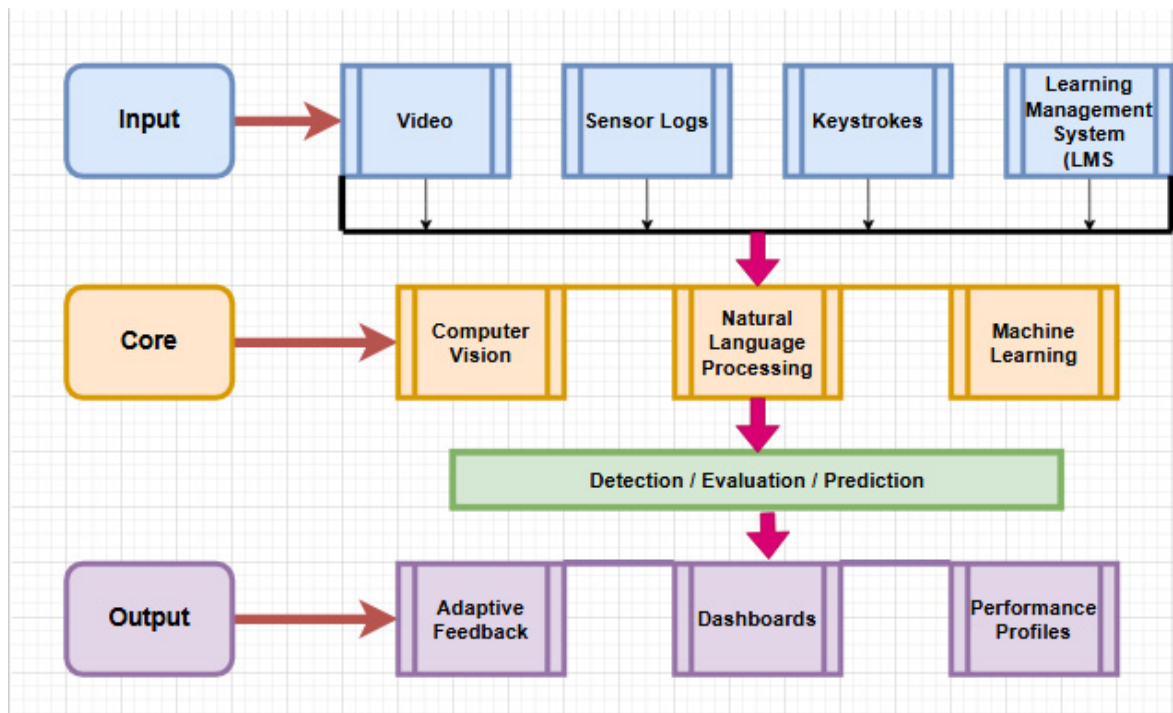 Input
Video
Sensor Logs
Keystrokes
Learning
Management
System
(LMS
Core
Computer
Vision
Natural
Language
Processing
Machine
Learning
Detection / Evaluation / Prediction
Output
Adaptive
Feedback
Dashboards
Performance
Profiles